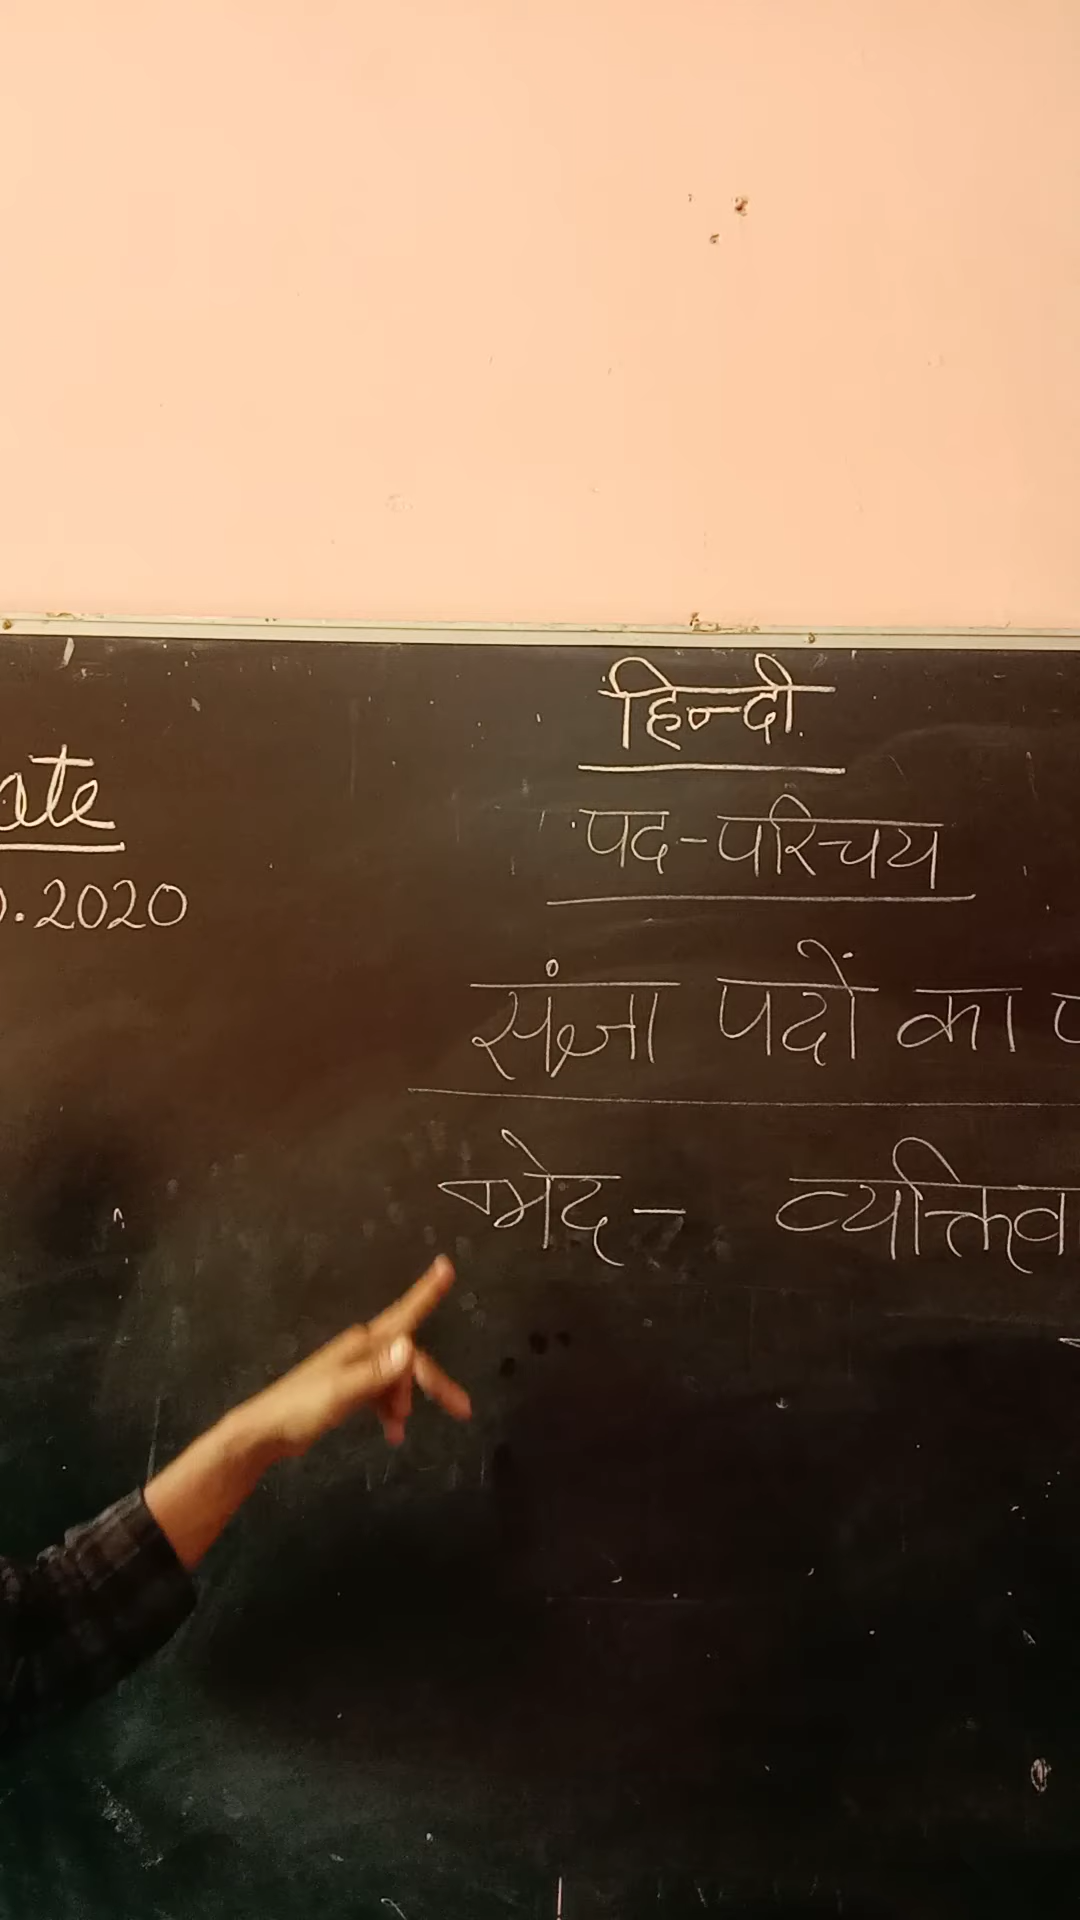 हिन्दी
ate
पद-परिचय
.2020
संज्ञा पदों का
भेद-